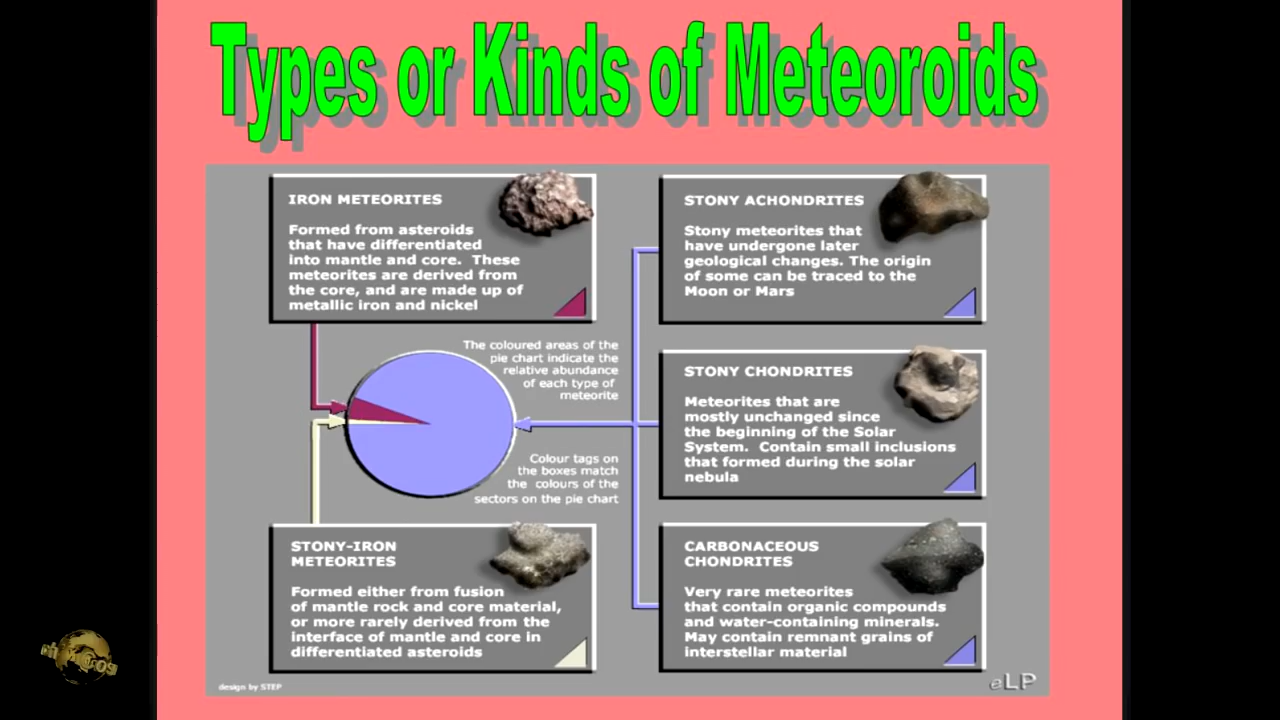 Types or Kinds of Meteoroids
IRON METEORITES
Formed from asteroids
that have differentiated
into mantle and core. These
meteorites are derived from
the core, and are made up of
metallic iron and nickel
STONY ACHONDRITES
Stony meteorites that
have undergone later
geological changes. The origin
of some can be traced to the
Moon or Mars
The coloured areas of the
pie chart indicate the
relative abundance
of each type of
meteorite
STONY CHONDRITES
Meteorites that are
mostly unchanged since
the beginning of the Solar
System. Contain small inclusions
that formed during the solar
nebula
Colour tags on
the boxes match
the colours of the
sectors on the pie chart
STONY-IRON
METEORITES
Formed either from fusion
of mantle rock and core material,
or more rarely derived from the
interface of mantle and core in
differentiated asteroids
CARBONACEOUS
CHONDRITES
Very rare meteorites
that contain organic compounds
and water-containing minerals.
May contain remnant grains of
interstellar material
design by STEP
eLP